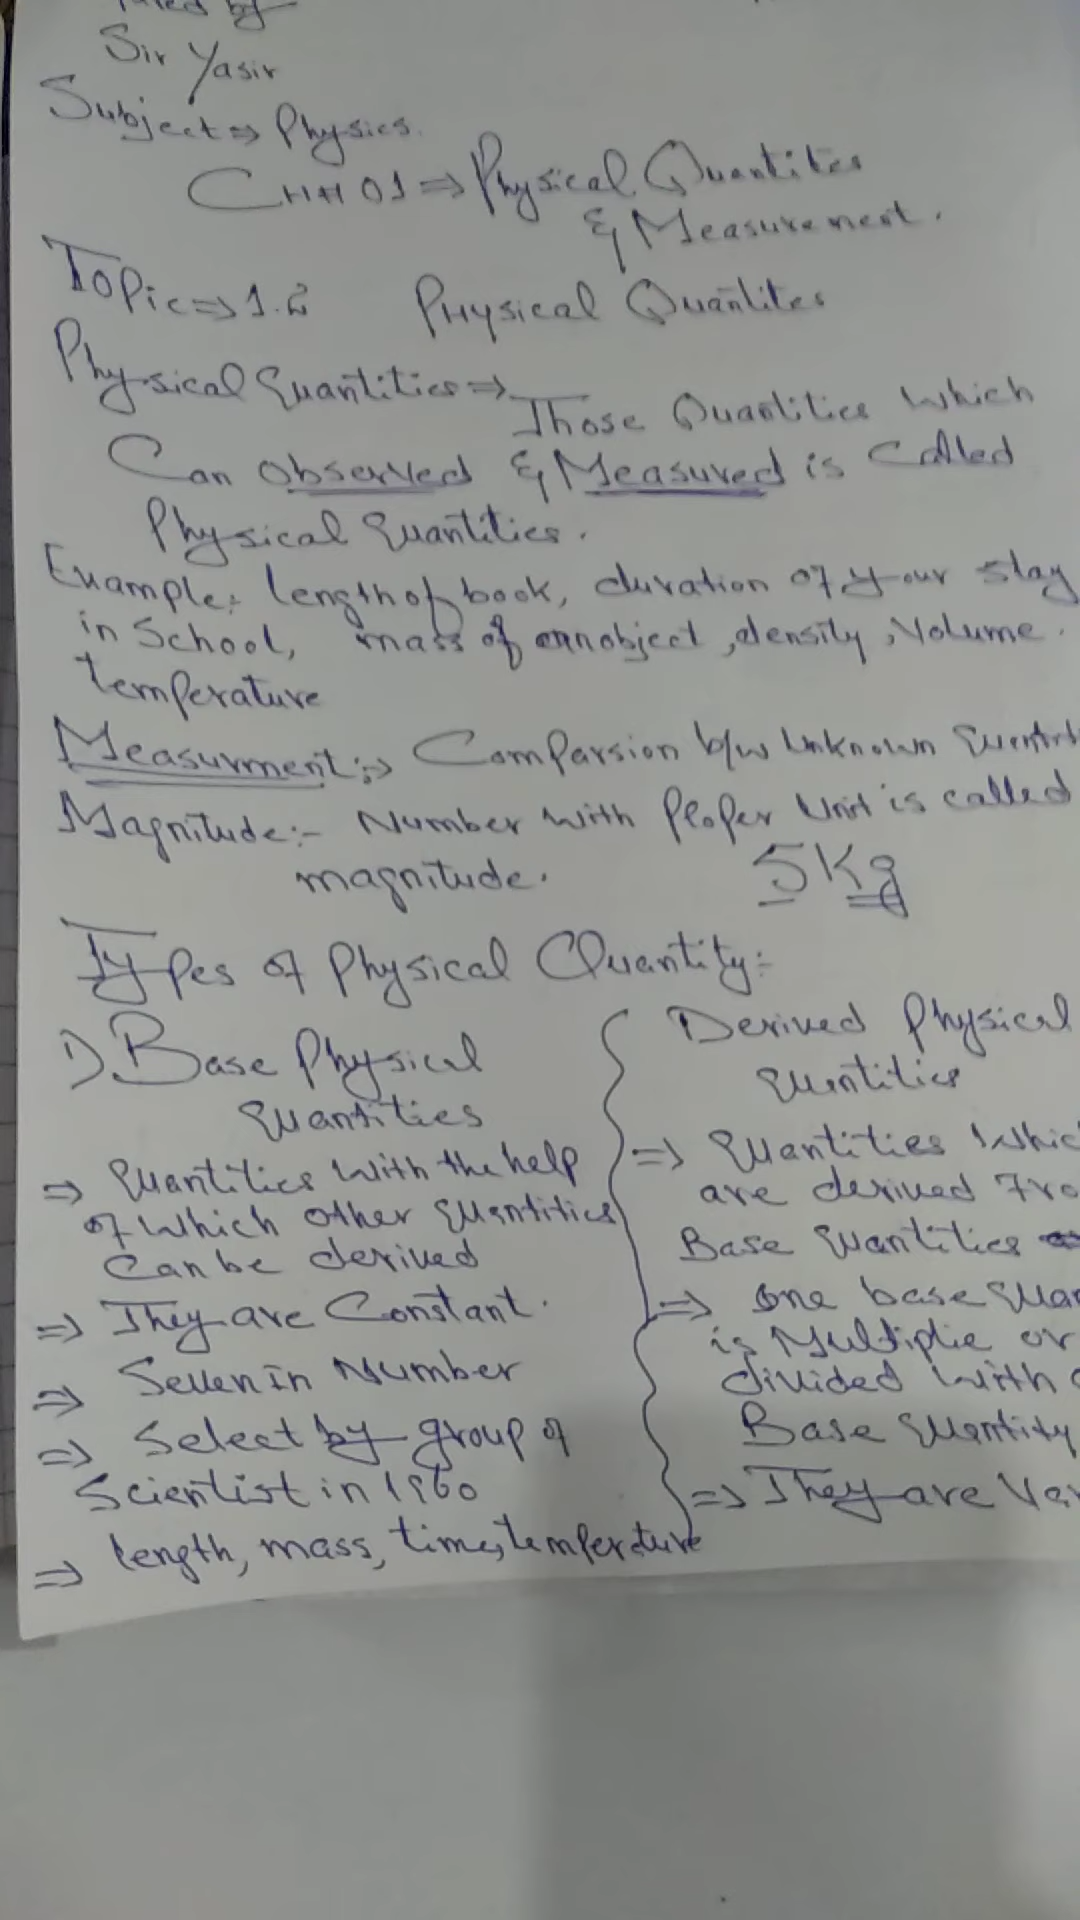 by
Sir Yasir
Subject => Physics.
CH# 01 => Physical Quantites
& Measurement.
Topic => 1.2 Physical Quantites
Physical Quantities =>
Those Quantities which
Can observed & Measured is called
Physical Quantities.
Example: length of book, duration of your stay
in School, mass of an object, density, Volume.
temperature
Measurment :-> Comparsion b/w Unknown
Magnitude:- Number with Proper Unit is called
magnitude. 5 Kg
Types of Physical Quantity:-
1) Base Physical
Quantities
=> Quantities with the help
of which other quantities
can be derived
=> They are Constant.
=> Seven in Number
=> Select by group of
Scientist in 1960
=> length, mass, time, temperature
Derived Physical
Quantities
=> Quantities
are derived
Base Quantities
=> One base
is Multiplie or
divided with
Base Quantity
=> They are